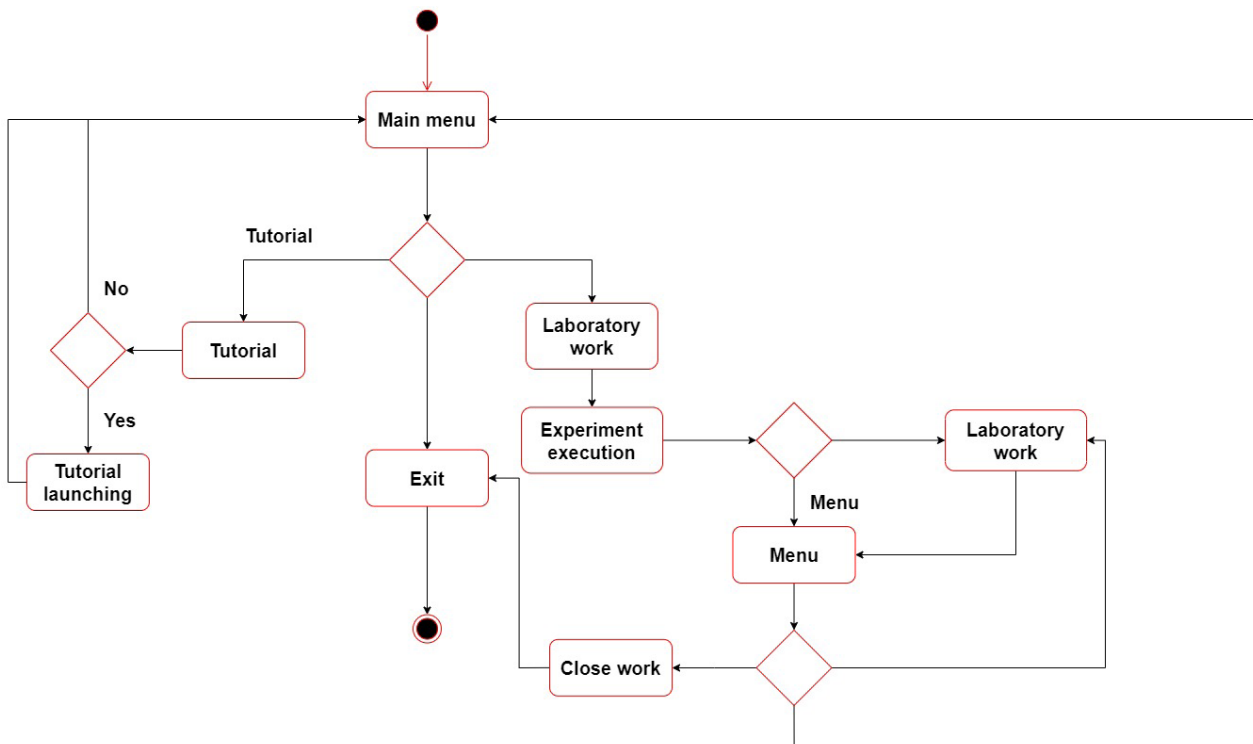 Main menu
Tutorial
No
Laboratory
work
Tutorial
Yes
Experiment
execution
Laboratory
work
Tutorial
launching
Exit
Menu
Menu
Close work